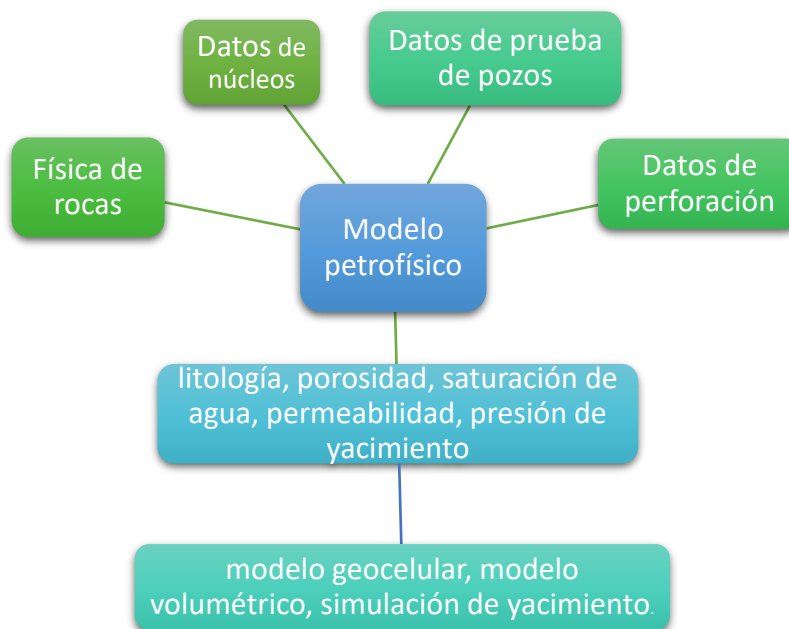 Datos de
núcleos
Datos de prueba
de pozos
Física de
rocas
Datos de
perforación
Modelo
petrofísico
litología, porosidad, saturación de
agua, permeabilidad, presión de
yacimiento
modelo geocelular, modelo
volumétrico, simulación de yacimiento.